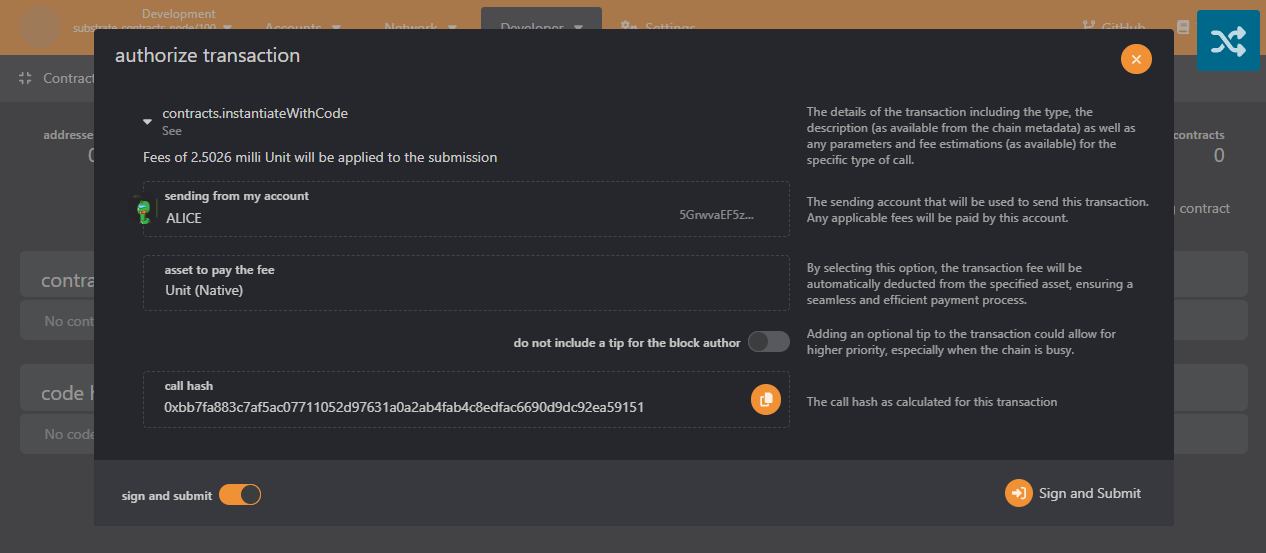 Development
substrate-contracts-node/100
Accounts
Network
Developer
Settings
GitHub
authorize transaction
Contract
contracts.instantiateWithCode
See
Fees of 2.5026 milli Unit will be applied to the submission
The details of the transaction including the type, the
description (as available from the chain metadata) as well as
any parameters and fee estimations (as available) for the
specific type of call.
addresse
0
contracts
0
sending from my account
ALICE
5GrwvaEF5z...
The sending account that will be used to send this transaction.
Any applicable fees will be paid by this account.
contract
asset to pay the fee
Unit (Native)
By selecting this option, the transaction fee will be
automatically deducted from the specified asset, ensuring a
seamless and efficient payment process.
contra
No cont
do not include a tip for the block author
Adding an optional tip to the transaction could allow for
higher priority, especially when the chain is busy.
call hash
0xbb7fa883c7af5ac07711052d97631a0a2ab4fab4c8edfac6690d9dc92ea59151
The call hash as calculated for this transaction
code h
No code
sign and submit
Sign and Submit